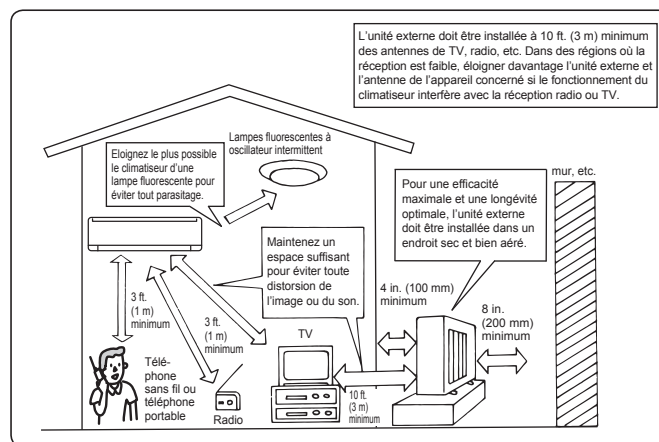 L'unité externe doit être installée à 10 ft. (3 m) minimum
des antennes de TV, radio, etc. Dans des régions où la
réception est faible, éloigner davantage l'unité externe et
l'antenne de l'appareil concerné si le fonctionnement du
climatiseur interfère avec la réception radio ou TV.
Lampes fluorescentes à
oscillateur intermittent
Eloignez le plus possible
le climatiseur d'une
lampe fluorescente pour
éviter tout parasitage.
mur, etc.
Pour une efficacité
maximale et une longévité
optimale, l'unité externe
doit être installée dans un
endroit sec et bien aéré.
Maintenez un
espace suffisant
pour éviter toute
distorsion de
l'image ou du son.
4 in. (100 mm)
minimum
8 in.
(200 mm)
minimum
3 ft.
(1 m)
minimum
3 ft.
(1 m)
minimum
TV
Télé-
phone
sans fil ou
téléphone
portable
Radio
10 ft.
(3 m)
minimum